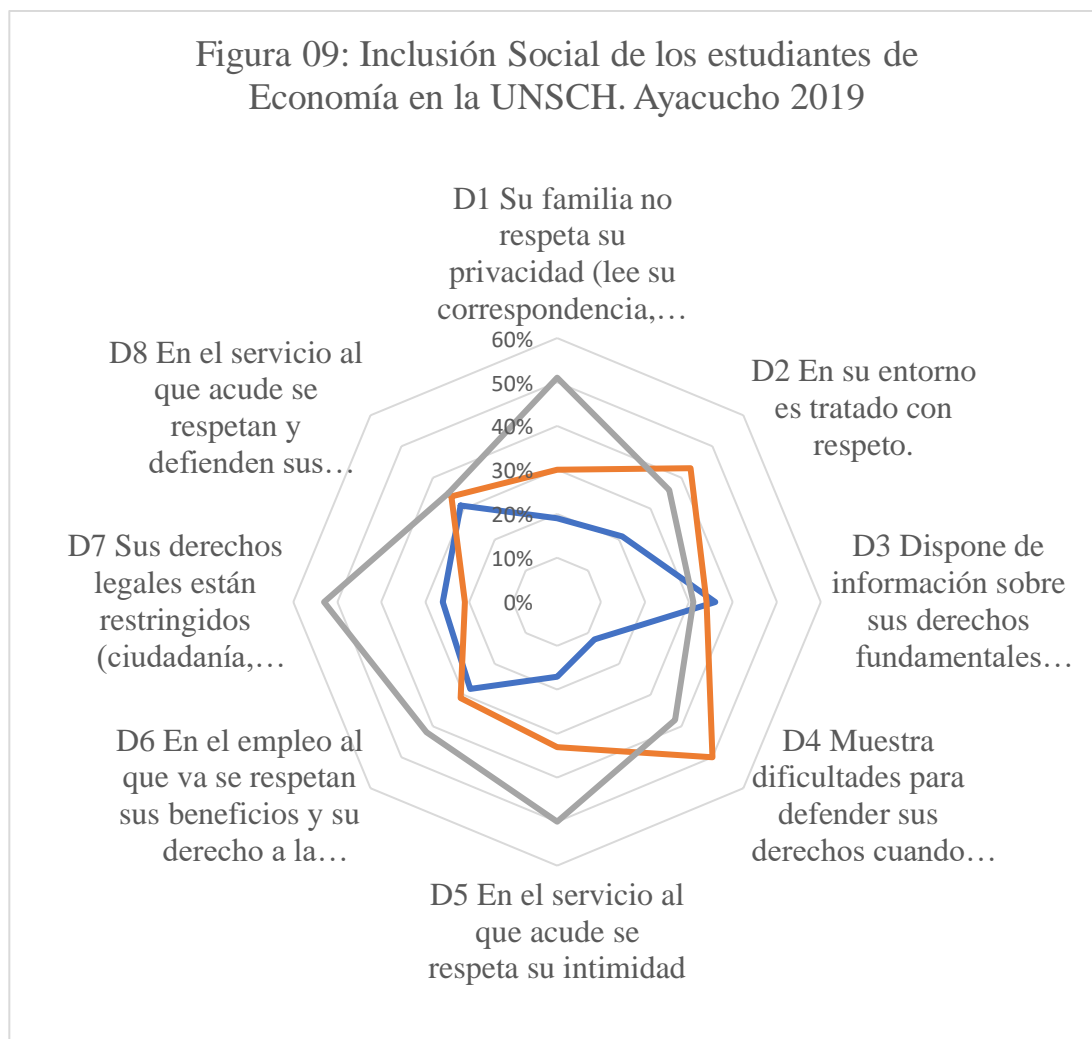 Figura 09: Inclusión Social de los estudiantes de
Economía en la UNSCH. Ayacucho 2019
D1 Su familia no
respeta su
privacidad (lee su
correspondencia,…
D2 En su entorno
es tratado con
respeto.
D3 Dispone de
información sobre
sus derechos
fundamentales…
D4 Muestra
dificultades para
defender sus
derechos cuando…
D5 En el servicio al
que acude se
respeta su intimidad
D6 En el empleo al
que va se respetan
sus beneficios y su
derecho a la…
D7 Sus derechos
legales están
restringidos
(ciudadanía,…
D8 En el servicio al
que acude se
respetan y
defienden sus…
60%
50%
40%
30%
20%
10%
0%